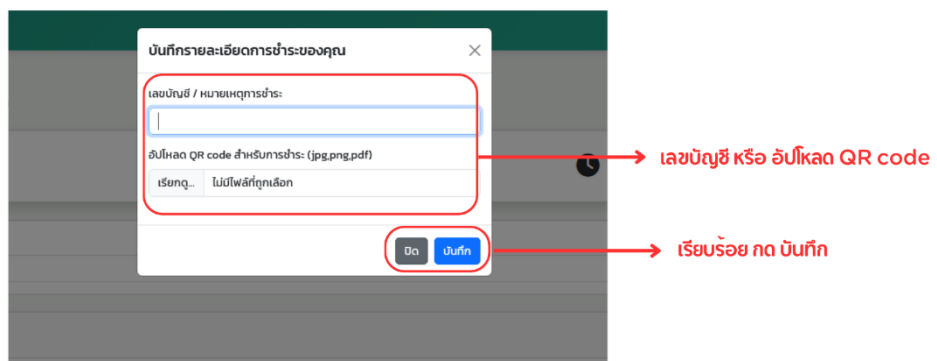 บันทึกรายละเอียดการชำระของคุณ
เลขบัญชี / หมายเหตุการชำระ
อัปโหลด QR code สำหรับการชำระ (jpg,png,pdf)
เรียกดู... ไม่มีไฟล์ที่ถูกเลือก
เลขบัญชี หรือ อัปโหลด QR code
ปิด บันทึก
เรียบร้อย กด บันทึก